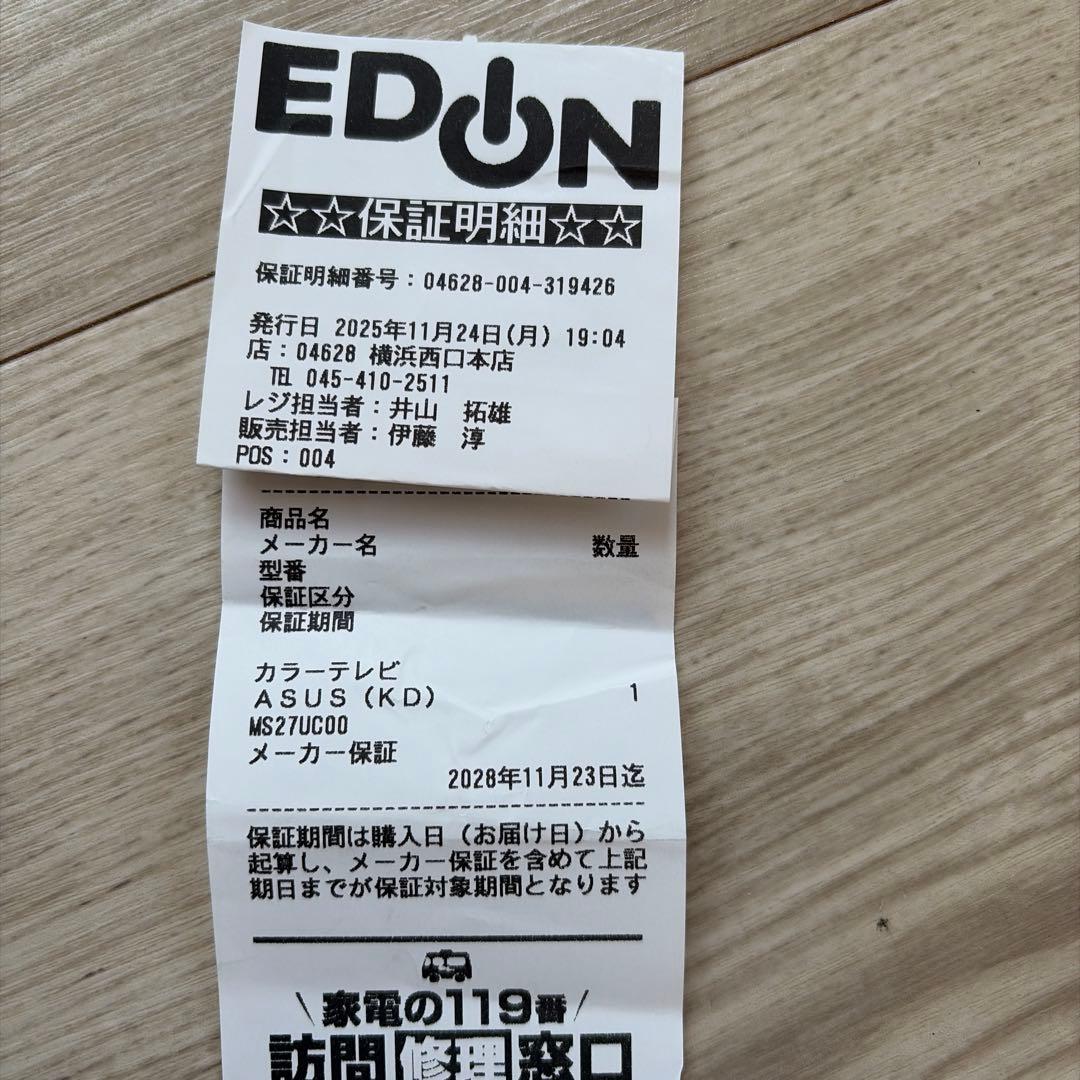 EDION
☆☆保証明細☆☆
保証明細番号：04628-004-319426
発行日 2025年11月24日(月) 19:04
店：04628 横浜西口本店
TEL 045-410-2511
レジ担当者：井山 拓雄
販売担当者：伊藤 淳
POS：004
商品名
メーカー名 数量
型番
保証区分
保証期間
カラーテレビ
ＡＳＵＳ（ＫＤ） 1
MS27UC00
メーカー保証
2028年11月23日迄
保証期間は購入日（お届け日）から
起算し、メーカー保証を含めて上記
期日までが保証対象期間となります
\家電の119番/
訪問修理窓口